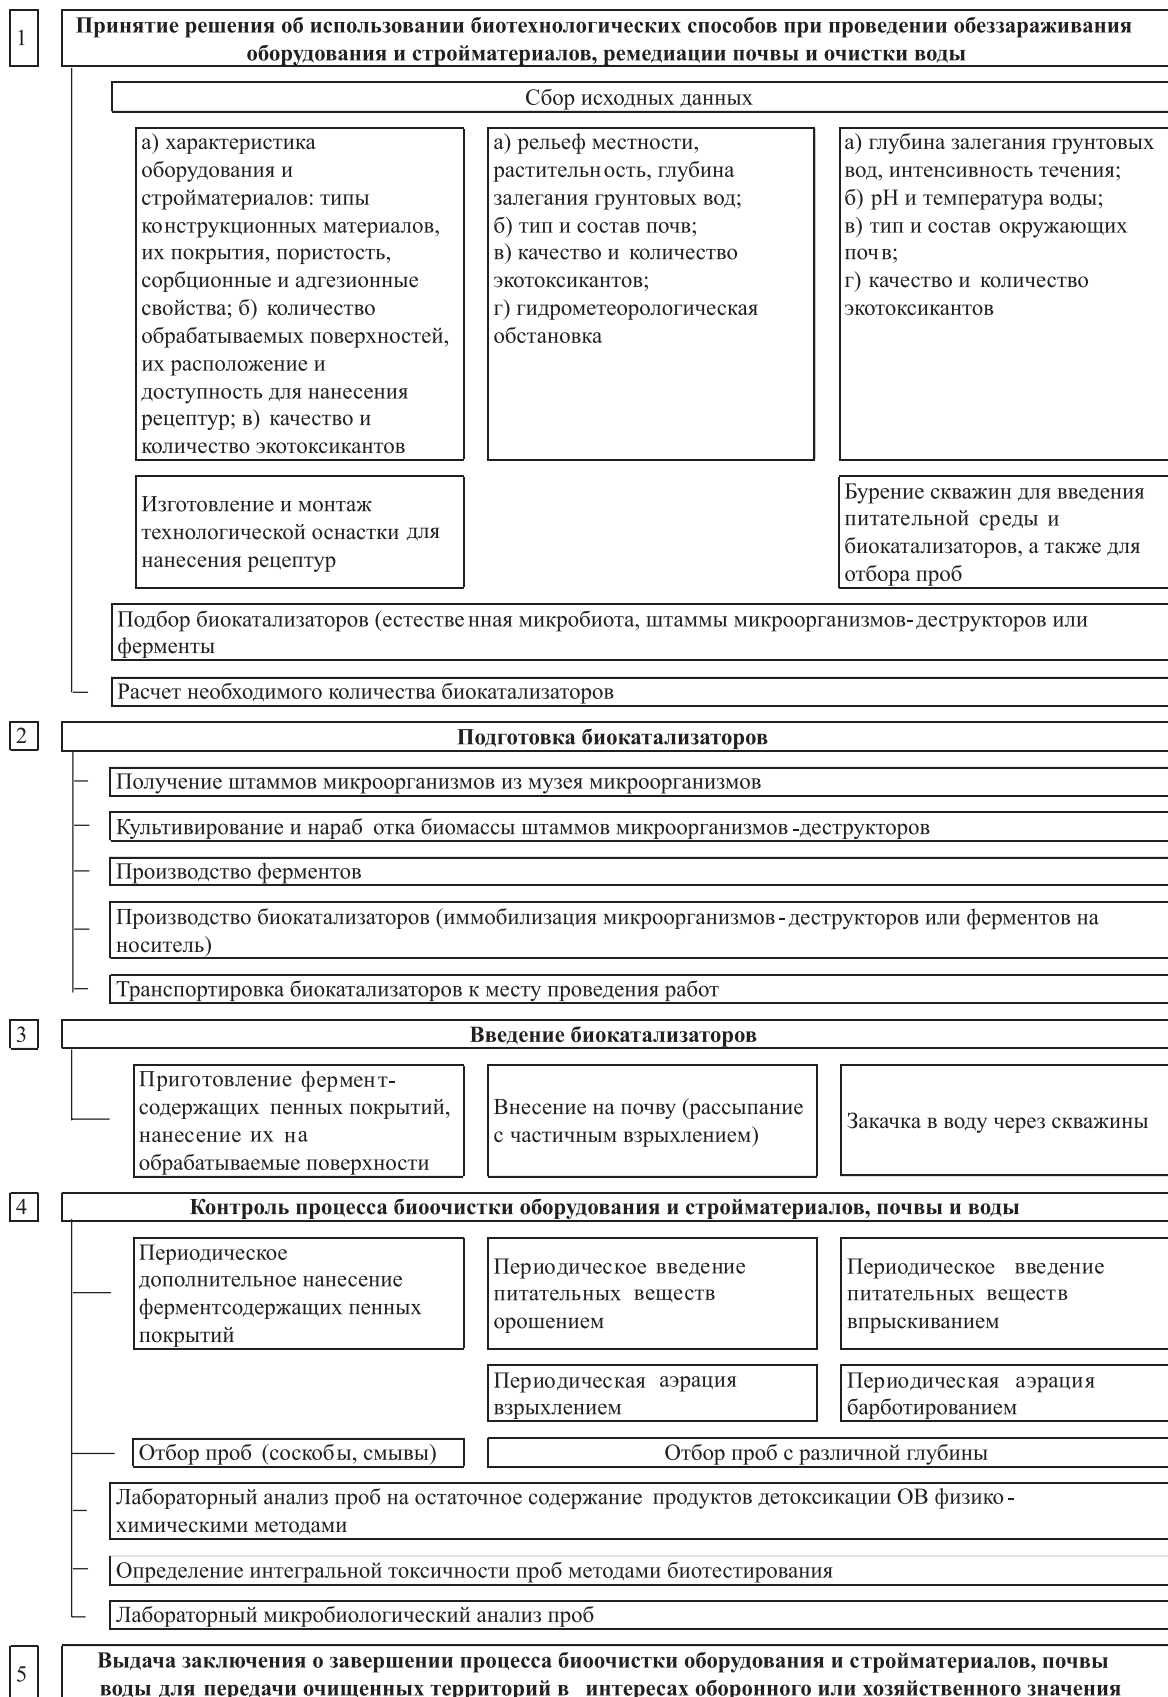 1
Принятие решения об использовании биотехнологических способов при проведении обеззараживания
оборудования и стройматериалов, ремедиации почвы и очистки воды
Сбор исходных данных
а) характеристика
оборудования и
стройматериалов: типы
конструкционных материалов,
их покрытия, пористость,
сорбционные и адгезионные
свойства; б) количество
обрабатываемых поверхностей,
их расположение и
доступность для нанесения
рецептур; в) качество и
количество экотоксикантов
а) рельеф местности,
растительность, глубина
залегания грунтовых вод;
б) тип и состав почв;
в) качество и количество
экотоксикантов;
г) гидрометеорологическая
обстановка
а) глубина залегания грунтовых
вод, интенсивность течения;
б) pH и температура воды;
в) тип и состав окружающих
почв;
г) качество и количество
экотоксикантов
Изготовление и монтаж
технологической оснастки для
нанесения рецептур
Бурение скважин для введения
питательной среды и
биокатализаторов, а также для
отбора проб
Подбор биокатализаторов (естественная микробиота, штаммы микроорганизмов-деструкторов или
ферменты
Расчет необходимого количества биокатализаторов
2
Подготовка биокатализаторов
Получение штаммов микроорганизмов из музея микроорганизмов
Культивирование и нараб отка биомассы штаммов микроорганизмов-деструкторов
Производство ферментов
Производство биокатализаторов (иммобилизация микроорганизмов-деструкторов или ферментов на
носитель)
Транспортировка биокатализаторов к месту проведения работ
3
Введение биокатализаторов
Приготовление фермент-
содержащих пенных покрытий,
нанесение их на
обрабатываемые поверхности
Внесение на почву (рассыпание
с частичным взрыхлением)
Закачка в воду через скважины
4
Контроль процесса биоочистки оборудования и стройматериалов, почвы и воды
Периодическое
дополнительное нанесение
ферментсодержащих пенных
покрытий
Периодическое введение
питательных веществ
орошением
Периодическое введение
питательных веществ
впрыскиванием
Периодическая аэрация
взрыхлением
Периодическая аэрация
барботированием
Отбор проб (соскобы, смывы)
Отбор проб с различной глубины
Лабораторный анализ проб на остаточное содержание продуктов детоксикации ОВ физико-
химическими методами
Определение интегральной токсичности проб методами биотестирования
Лабораторный микробиологический анализ проб
5
Выдача заключения о завершении процесса биоочистки оборудования и стройматериалов, почвы
воды для передачи очищенных территорий в интересах оборонного или хозяйственного значения